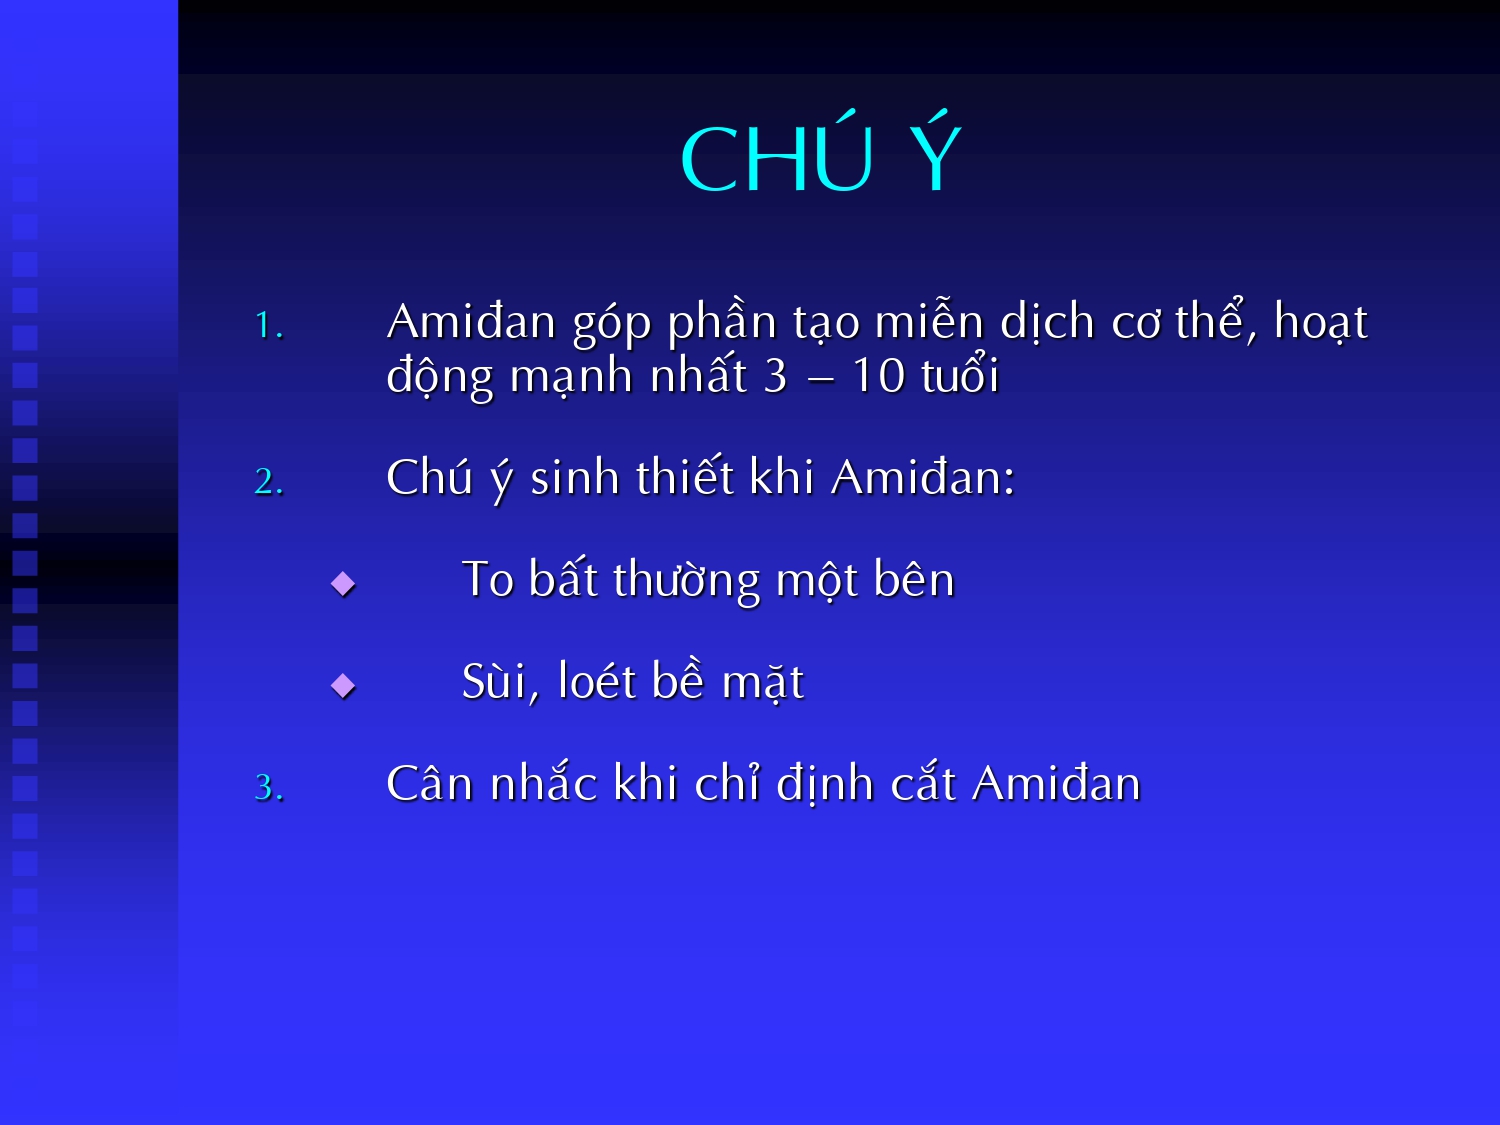 CHÚ Ý
1. Amiđan góp phần tạo miễn dịch cơ thể, hoạt
động mạnh nhất 3 – 10 tuổi
2. Chú ý sinh thiết khi Amiđan:
◆ To bất thường một bên
◆ Sùi, loét bề mặt
3. Cân nhắc khi chỉ định cắt Amiđan